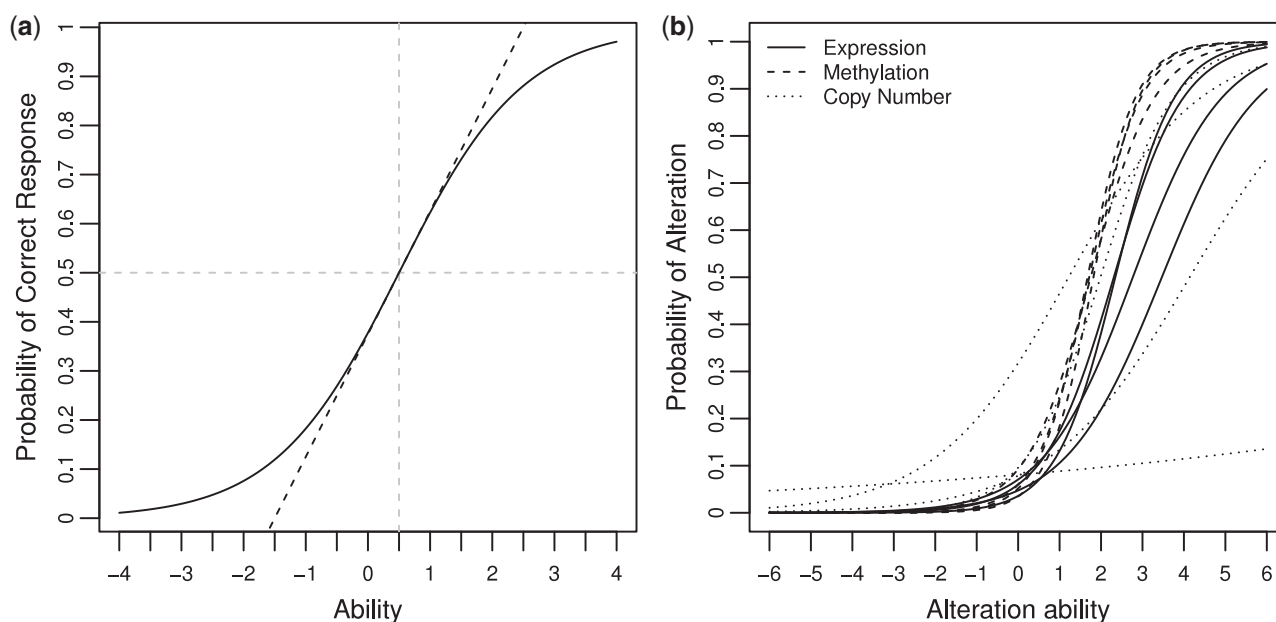 (a)
Probability of Correct Response
0 0.1 0.2 0.3 0.4 0.5 0.6 0.7 0.8 0.9 1
−4 −3 −2 −1 0 1 2 3 4
Ability
(b)
Expression
Methylation
Copy Number
Probability of Alteration
0 0.1 0.2 0.3 0.4 0.5 0.6 0.7 0.8 0.9 1
−6 −5 −4 −3 −2 −1 0 1 2 3 4 5 6
Alteration ability